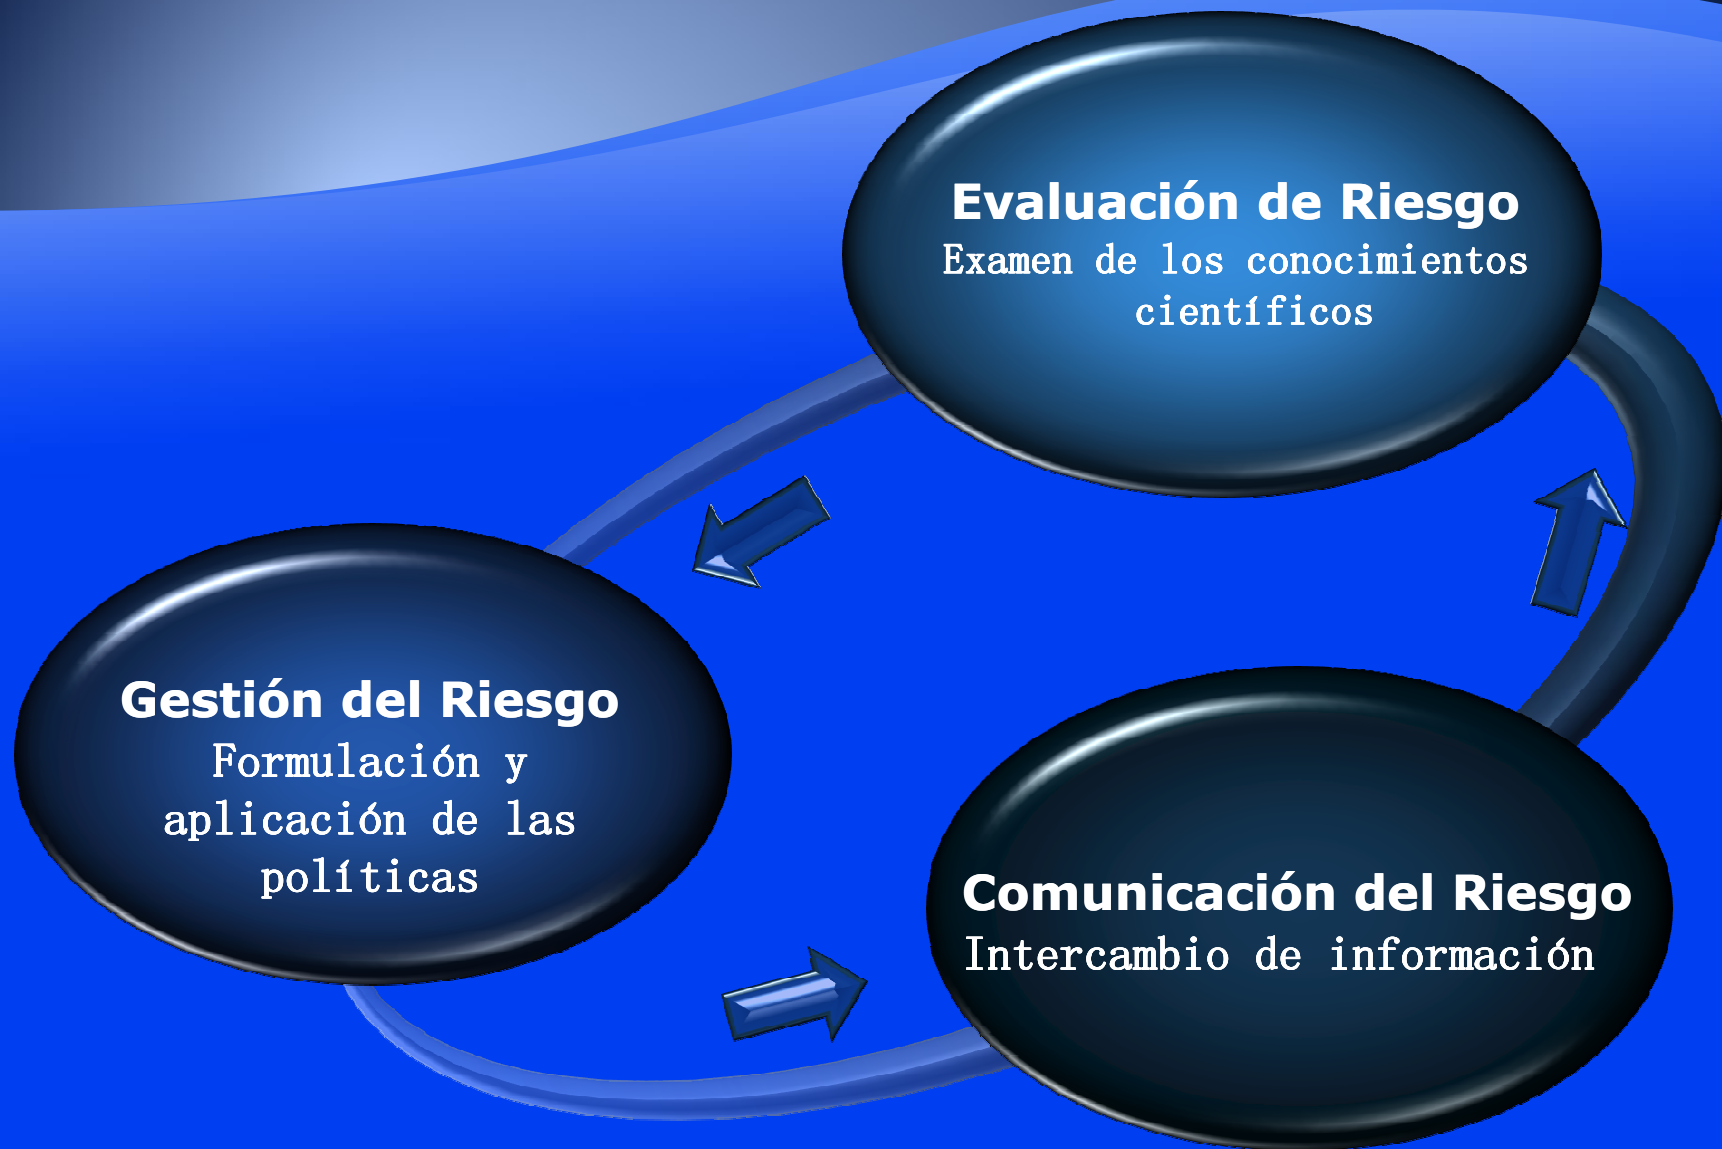 Evaluación de Riesgo
Examen de los conocimientos
científicos
Gestión del Riesgo
Formulación y
aplicación de las
políticas
Comunicación del Riesgo
Intercambio de información